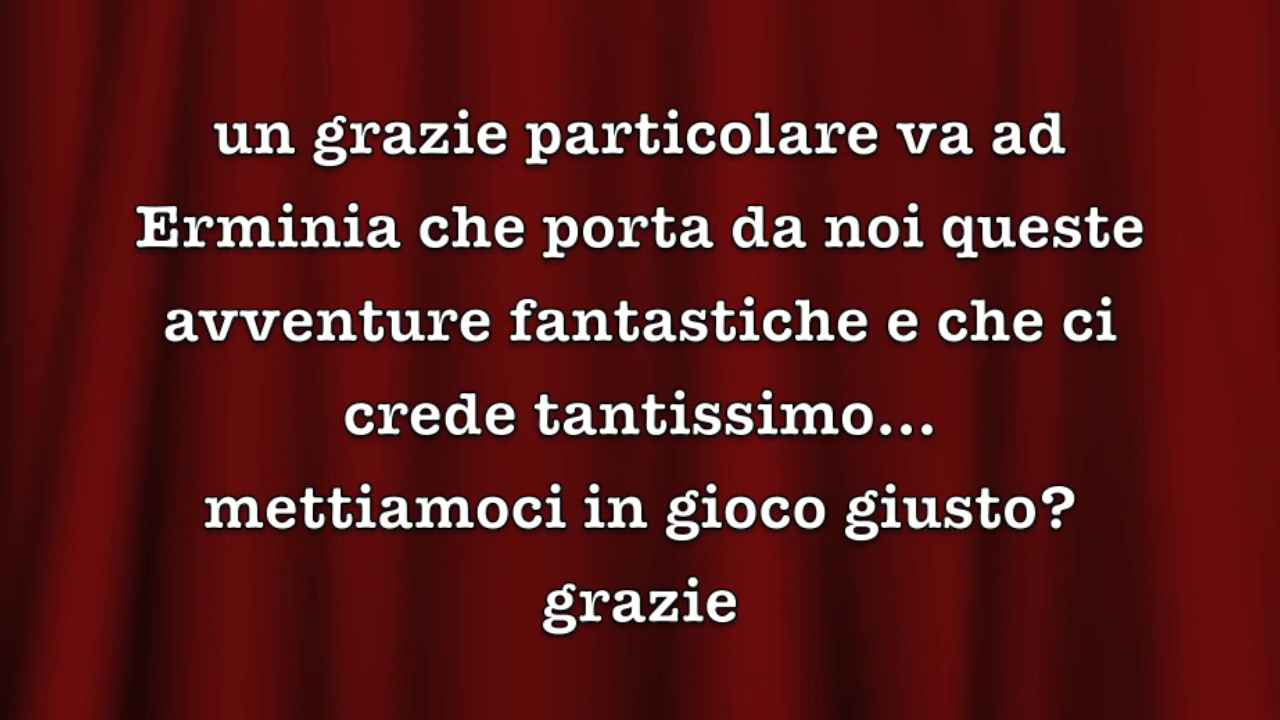 un grazie particolare va ad
Erminia che porta da noi queste
avventure fantastiche e che ci
crede tantissimo...
mettiamoci in gioco giusto?
grazie